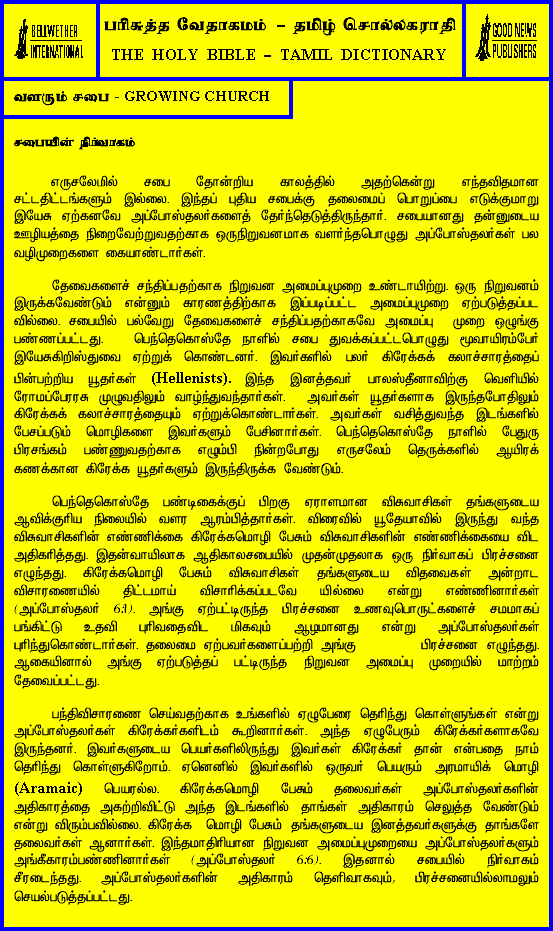 BELLWETHER
INTERNATIONAL
பரிசுத்த வேதாகமம் – தமிழ் சொல்லகராதி
THE HOLY BIBLE – TAMIL DICTIONARY
GOOD NEWS
PUBLISHERS
வளரும் சபை - GROWING CHURCH
சபையின் நிர்வாகம்
எருசலேமில் சபை தோன்றிய காலத்தில் அதற்கென்று எந்தவிதமான
சட்டதிட்டங்களும் இல்லை. இந்தப் புதிய சபைக்கு தலைமைப் பொறுப்பை எடுக்குமாறு
இயேசு ஏற்கனவே அப்போஸ்தலர்களைத் தேர்ந்தெடுத்திருந்தார். சபையானது தன்னுடைய
ஊழியத்தை நிறைவேற்றுவதற்காக ஒருநிறுவனமாக வளர்ந்தபொழுது அப்போஸ்தலர்கள் பல
வழிமுறைகளை கையாண்டார்கள்.
தேவைகளைச் சந்திப்பதற்காக நிறுவன அமைப்புமுறை உண்டாயிற்று. ஒரு நிறுவனம்
இருக்கவேண்டும் என்னும் காரணத்திற்காக இப்படிப்பட்ட அமைப்புமுறை ஏற்படுத்தப்பட
வில்லை. சபையில் பல்வேறு தேவைகளைச் சந்திப்பதற்காகவே அமைப்பு முறை ஒழுங்கு
பண்ணப்பட்டது. பெந்தெகொஸ்தே நாளில் சபை துவக்கப்பட்டபொழுது மூவாயிரம்பேர்
இயேசுகிறிஸ்துவை ஏற்றுக் கொண்டனர். இவர்களில் பலர் கிரேக்கக் கலாச்சாரத்தைப்
பின்பற்றிய யூதர்கள் (Hellenists). இந்த இனத்தவர் பாலஸ்தீனாவிற்கு வெளியில்
ரோமப்பேரரசு முழுவதிலும் வாழ்ந்துவந்தார்கள். அவர்கள் யூதர்களாக இருந்தபோதிலும்
கிரேக்கக் கலாச்சாரத்தையும் ஏற்றுக்கொண்டார்கள். அவர்கள் வசித்துவந்த இடங்களில்
பேசப்படும் மொழிகளை இவர்களும் பேசினார்கள். பெந்தெகொஸ்தே நாளில் பேதுரு
பிரசங்கம் பண்ணுவதற்காக எழும்பி நின்றபோது எருசலேம் தெருக்களில் ஆயிரக்
கணக்கான கிரேக்க யூதர்களும் இருந்திருக்க வேண்டும்.
பெந்தெகொஸ்தே பண்டிகைக்குப் பிறகு ஏராளமான விசுவாசிகள் தங்களுடைய
ஆவிக்குரிய நிலையில் வளர ஆரம்பித்தார்கள். விரைவில் யூதேயாவில் இருந்து வந்த
விசுவாசிகளின் எண்ணிக்கை கிரேக்கமொழி பேசும் விசுவாசிகளின் எண்ணிக்கையை விட
அதிகரித்தது. இதன்வாயிலாக ஆதிகாலசபையில் முதன்முதலாக ஒரு நிர்வாகப் பிரச்சனை
எழுந்தது. கிரேக்கமொழி பேசும் விசுவாசிகள் தங்களுடைய விதவைகள் அன்றாட
விசாரணையில் திட்டமாய் விசாரிக்கப்படவே யில்லை என்று எண்ணினார்கள்
(அப்போஸ்தலர் 6:1). அங்கு ஏற்பட்டிருந்த பிரச்சனை உணவுபொருட்களைச் சமமாகப்
பங்கிட்டு உதவி புரிவதைவிட மிகவும் ஆழமானது என்று அப்போஸ்தலர்கள்
புரிந்துகொண்டார்கள். தலைமை ஏற்பவர்களைப்பற்றி அங்கு பிரச்சனை எழுந்தது.
ஆகையினால் அங்கு ஏற்படுத்தப் பட்டிருந்த நிறுவன அமைப்பு முறையில் மாற்றம்
தேவைப்பட்டது.
பந்திவிசாரணை செய்வதற்காக உங்களில் ஏழுபேரை தெரிந்து கொள்ளுங்கள் என்று
அப்போஸ்தலர்கள் கிரேக்கர்களிடம் கூறினார்கள். அந்த ஏழுபேரும் கிரேக்கர்களாகவே
இருந்தனர். இவர்களுடைய பெயர்களிலிருந்து இவர்கள் கிரேக்கர் தான் என்பதை நாம்
தெரிந்து கொள்ளுகிறோம். ஏனெனில் இவர்களில் ஒருவர் பெயரும் அரமாயிக் மொழி
(Aramaic) பெயரல்ல. கிரேக்கமொழி பேசும் தலைவர்கள் அப்போஸ்தலர்களின்
அதிகாரத்தை அகற்றிவிட்டு அந்த இடங்களில் தாங்கள் அதிகாரம் செலுத்த வேண்டும்
என்று விரும்பவில்லை. கிரேக்க மொழி பேசும் தங்களுடைய இனத்தவர்களுக்கு தாங்களே
தலைவர்கள் ஆனார்கள். இந்தமாதிரியான நிறுவன அமைப்புமுறையை அப்போஸ்தலர்களும்
அங்கீகாரம்பண்ணினார்கள் (அப்போஸ்தலர் 6:6). இதனால் சபையில் நிர்வாகம்
சீரடைந்தது. அப்போஸ்தலர்களின் அதிகாரம் தெளிவாகவும், பிரச்சனையில்லாமலும்
செயல்படுத்தப்பட்டது.